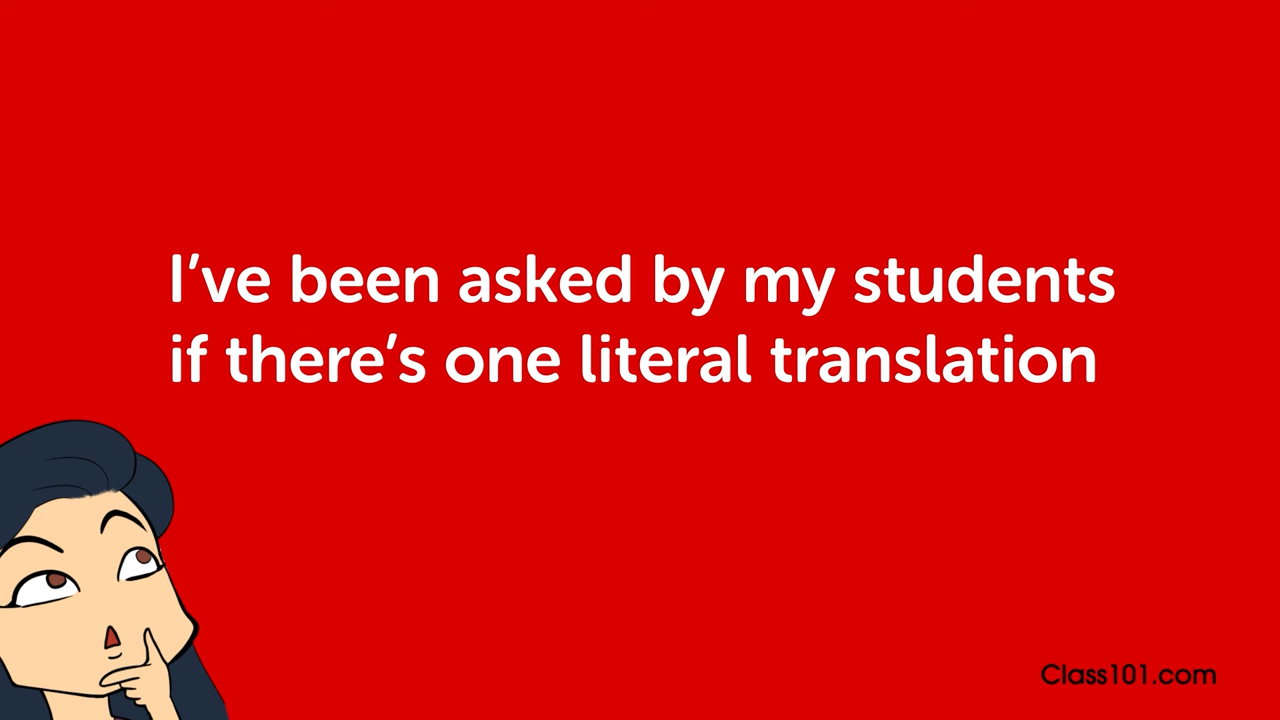 I’ve been asked by my students
if there’s one literal translation
Class101.com